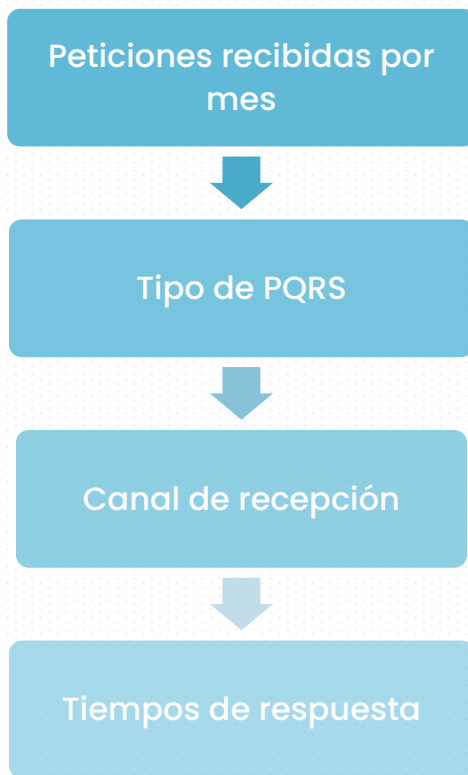 Peticiones recibidas por
mes
Tipo de PQRS
Canal de recepción
Tiempos de respuesta